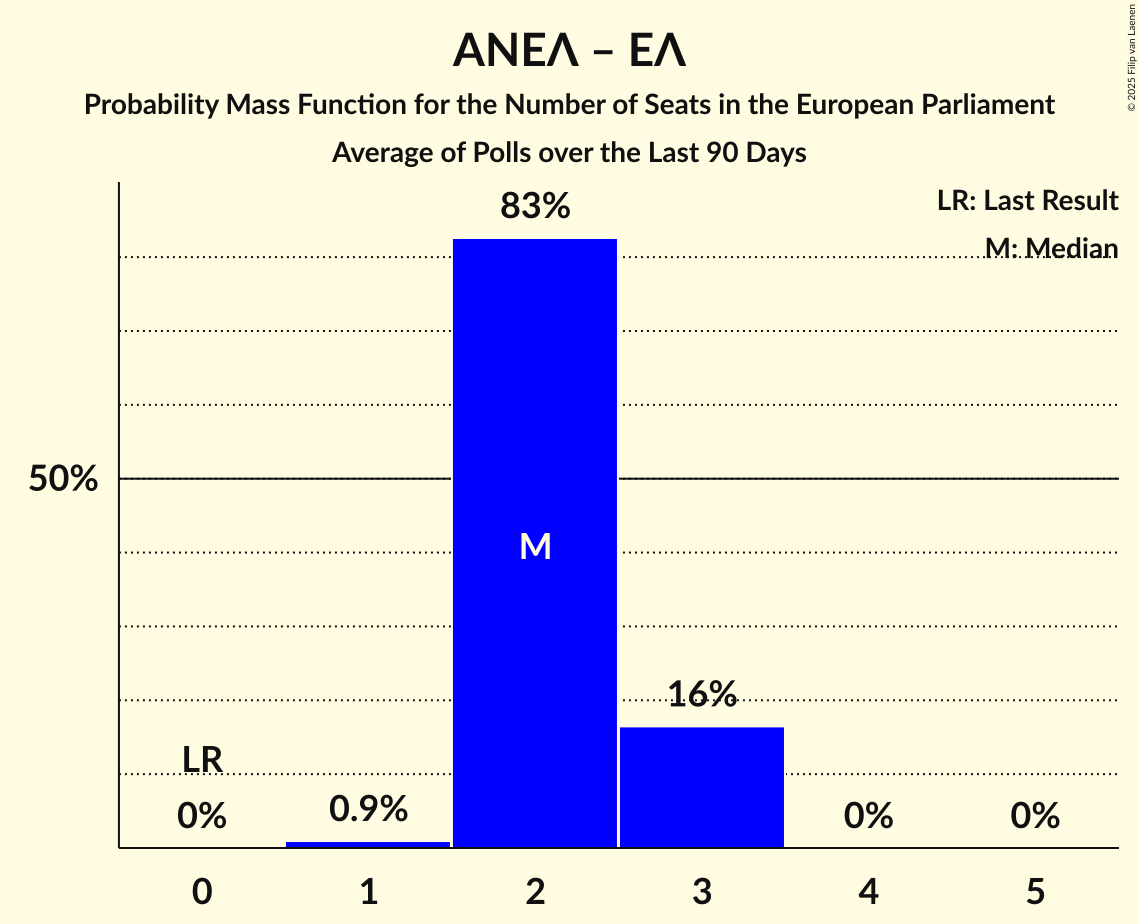 ΑΝΕΛ – ΕΛ
Probability Mass Function for the Number of Seats in the European Parliament
Average of Polls over the Last 90 Days
© 2025 Filip van Laenen
LR: Last Result
M: Median
83%
50%
M
16%
LR
0%
0.9%
0%
0%
0 1 2 3 4 5